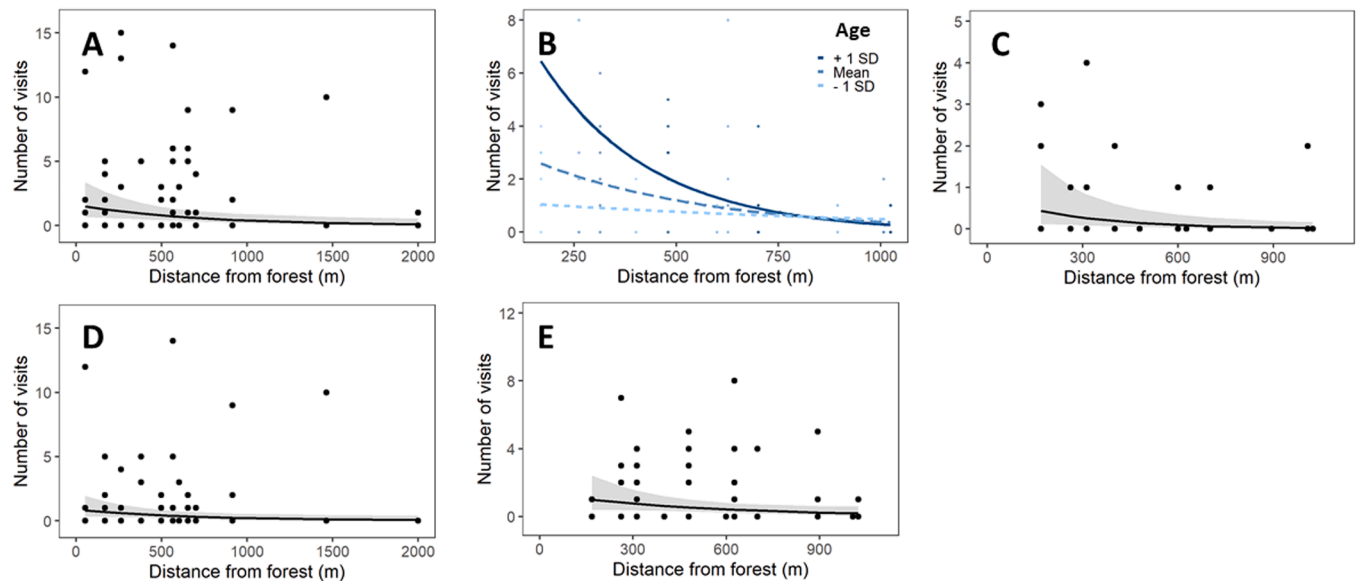 A
Number of visits
15
10
5
0
0
500
1000
1500
2000
Distance from forest (m)
B
Number of visits
8
6
4
2
0
250
500
750
1000
Distance from forest (m)
Age
+ 1 SD
Mean
- 1 SD
C
Number of visits
5
4
3
2
1
0
0
300
600
900
Distance from forest (m)
D
Number of visits
15
10
5
0
0
500
1000
1500
2000
Distance from forest (m)
E
Number of visits
12
8
4
0
0
300
600
900
Distance from forest (m)